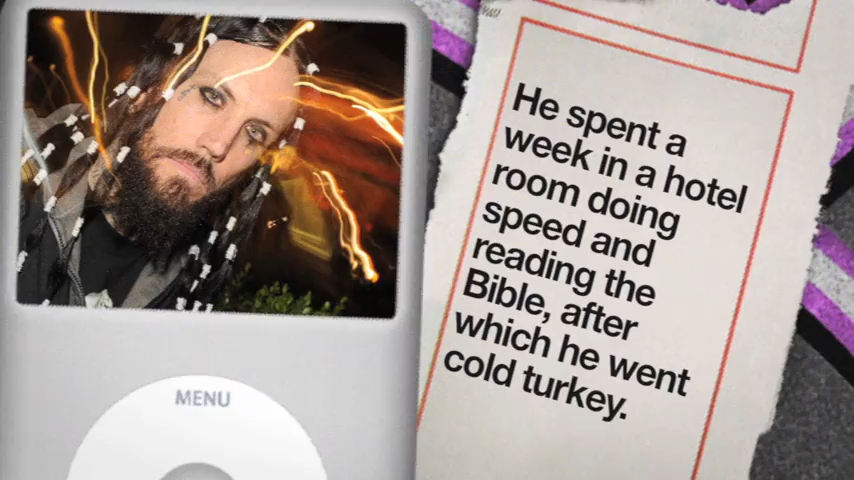 MENU
He spent a
week in a hotel
room doing
speed and
reading the
Bible, after
which he went
cold turkey.